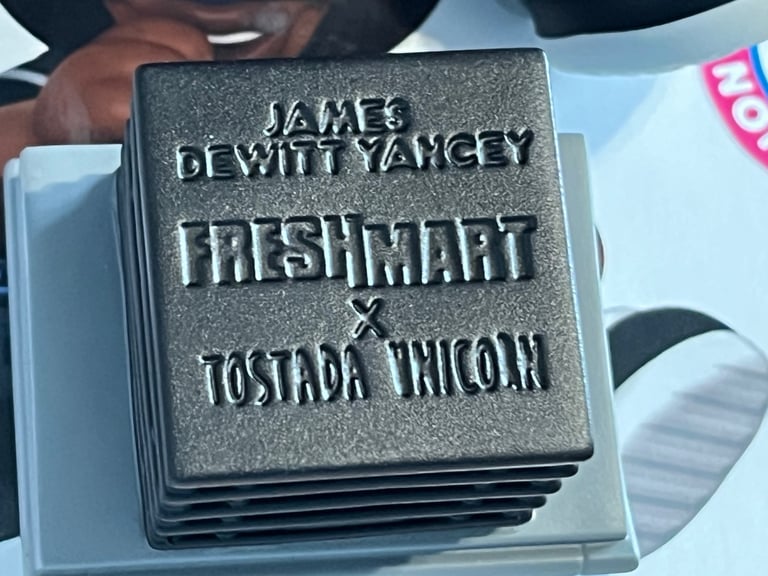 JAMES
DEWITT YANCEY
FRESHMART
X
TOSTADA UNICORN